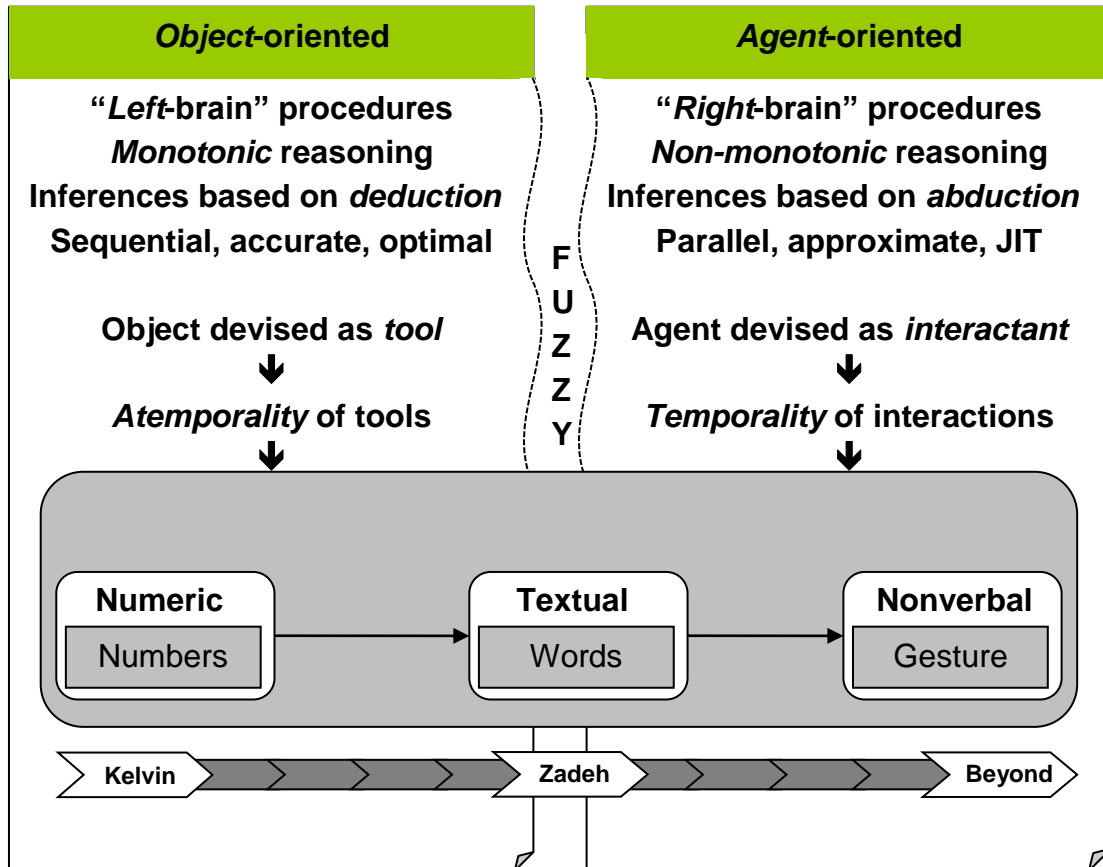 Object-oriented
“Left-brain” procedures
Monotonic reasoning
Inferences based on deduction
Sequential, accurate, optimal
Object devised as tool
Atemporality of tools
F
U
Z
Z
Y
Agent-oriented
“Right-brain” procedures
Non-monotonic reasoning
Inferences based on abduction
Parallel, approximate, JIT
Agent devised as interactant
Temporality of interactions
Numeric
Numbers
Textual
Words
Nonverbal
Gesture
Kelvin
Zadeh
Beyond